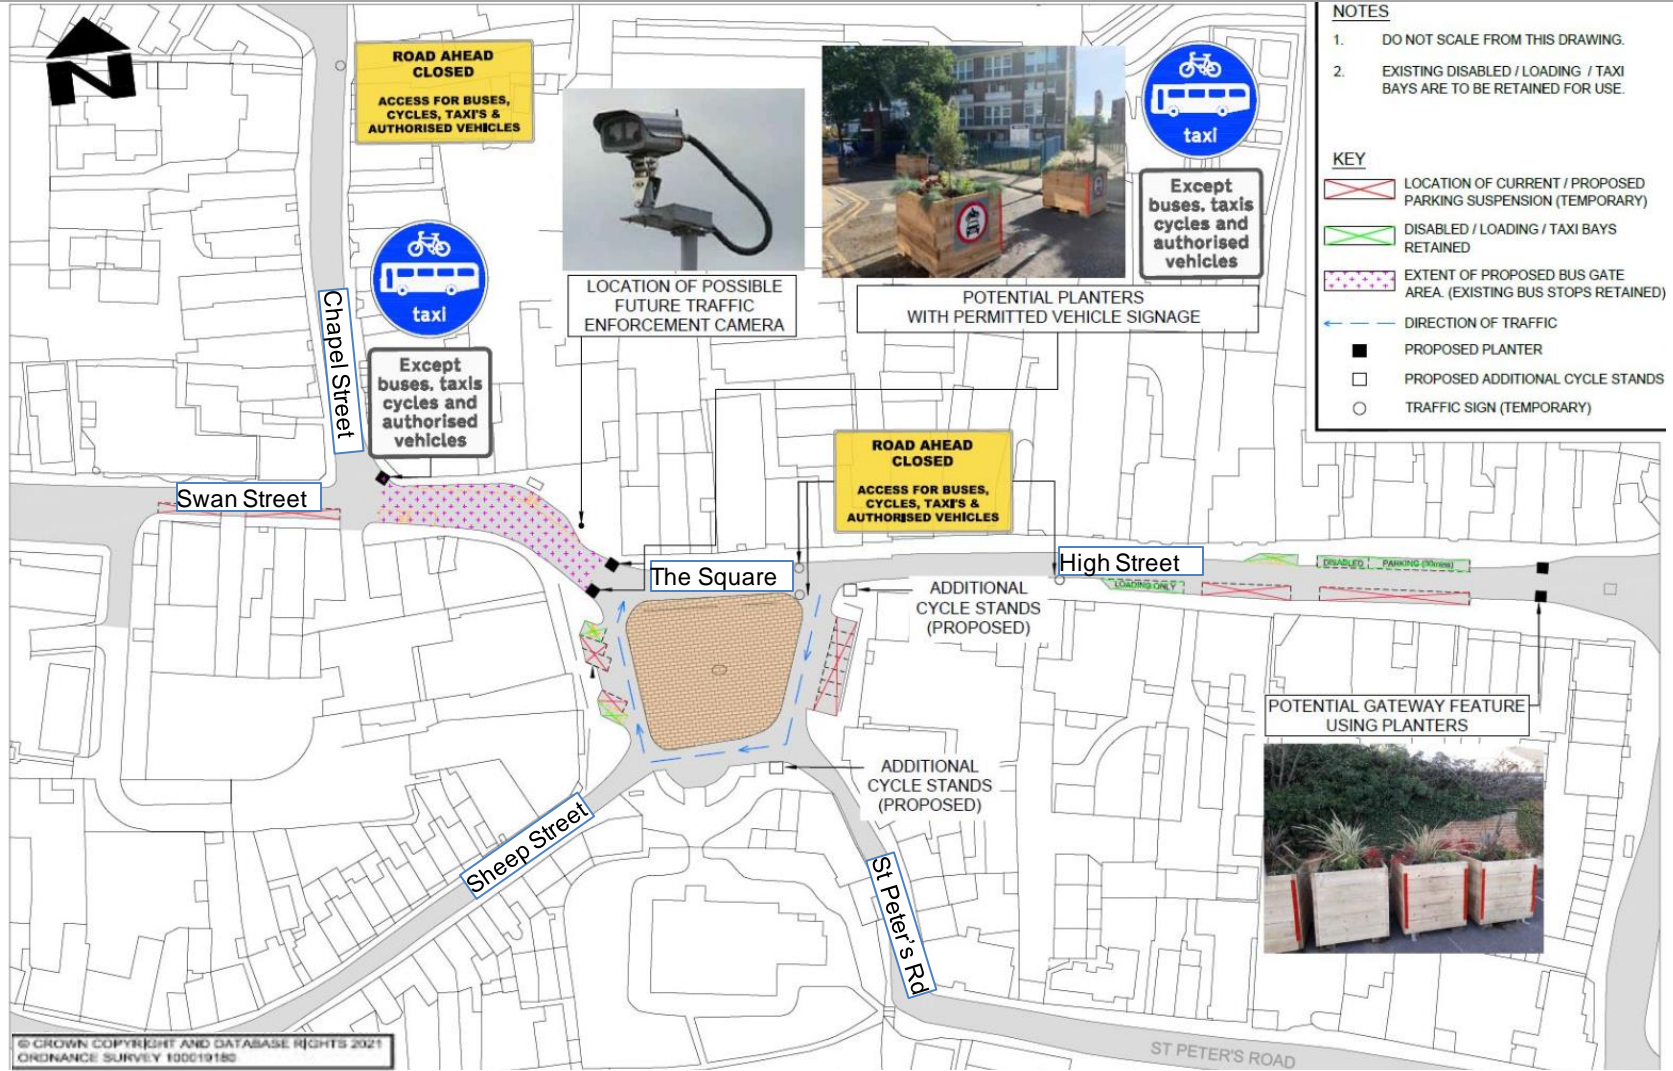 ROAD AHEAD
CLOSED
ACCESS FOR BUSES,
CYCLES, TAXI'S &
AUTHORISED VEHICLES
taxi
Except
buses, taxis
cycles and
authorised
vehicles
LOCATION OF POSSIBLE
FUTURE TRAFFIC
ENFORCEMENT CAMERA
POTENTIAL PLANTERS
WITH PERMITTED VEHICLE SIGNAGE
taxi
Except
buses, taxis
cycles and
authorised
vehicles
NOTES
1. DO NOT SCALE FROM THIS DRAWING.
2. EXISTING DISABLED / LOADING / TAXI
BAYS ARE TO BE RETAINED FOR USE.
KEY
LOCATION OF CURRENT / PROPOSED
PARKING SUSPENSION (TEMPORARY)
DISABLED / LOADING / TAXI BAYS
RETAINED
EXTENT OF PROPOSED BUS GATE
AREA. (EXISTING BUS STOPS RETAINED)
DIRECTION OF TRAFFIC
PROPOSED PLANTER
PROPOSED ADDITIONAL CYCLE STANDS
TRAFFIC SIGN (TEMPORARY)
Chapel Street
Swan Street
ROAD AHEAD
CLOSED
ACCESS FOR BUSES,
CYCLES, TAXI'S &
AUTHORISED VEHICLES
The Square
High Street
DISABLED
PARKING (30mins)
LOADING ONLY
ADDITIONAL
CYCLE STANDS
(PROPOSED)
POTENTIAL GATEWAY FEATURE
USING PLANTERS
ADDITIONAL
CYCLE STANDS
(PROPOSED)
Sheep Street
St Peter's Rd
ST PETER'S ROAD
© CROWN COPYRIGHT AND DATABASE RIGHTS 2021
ORDNANCE SURVEY 100019180
N